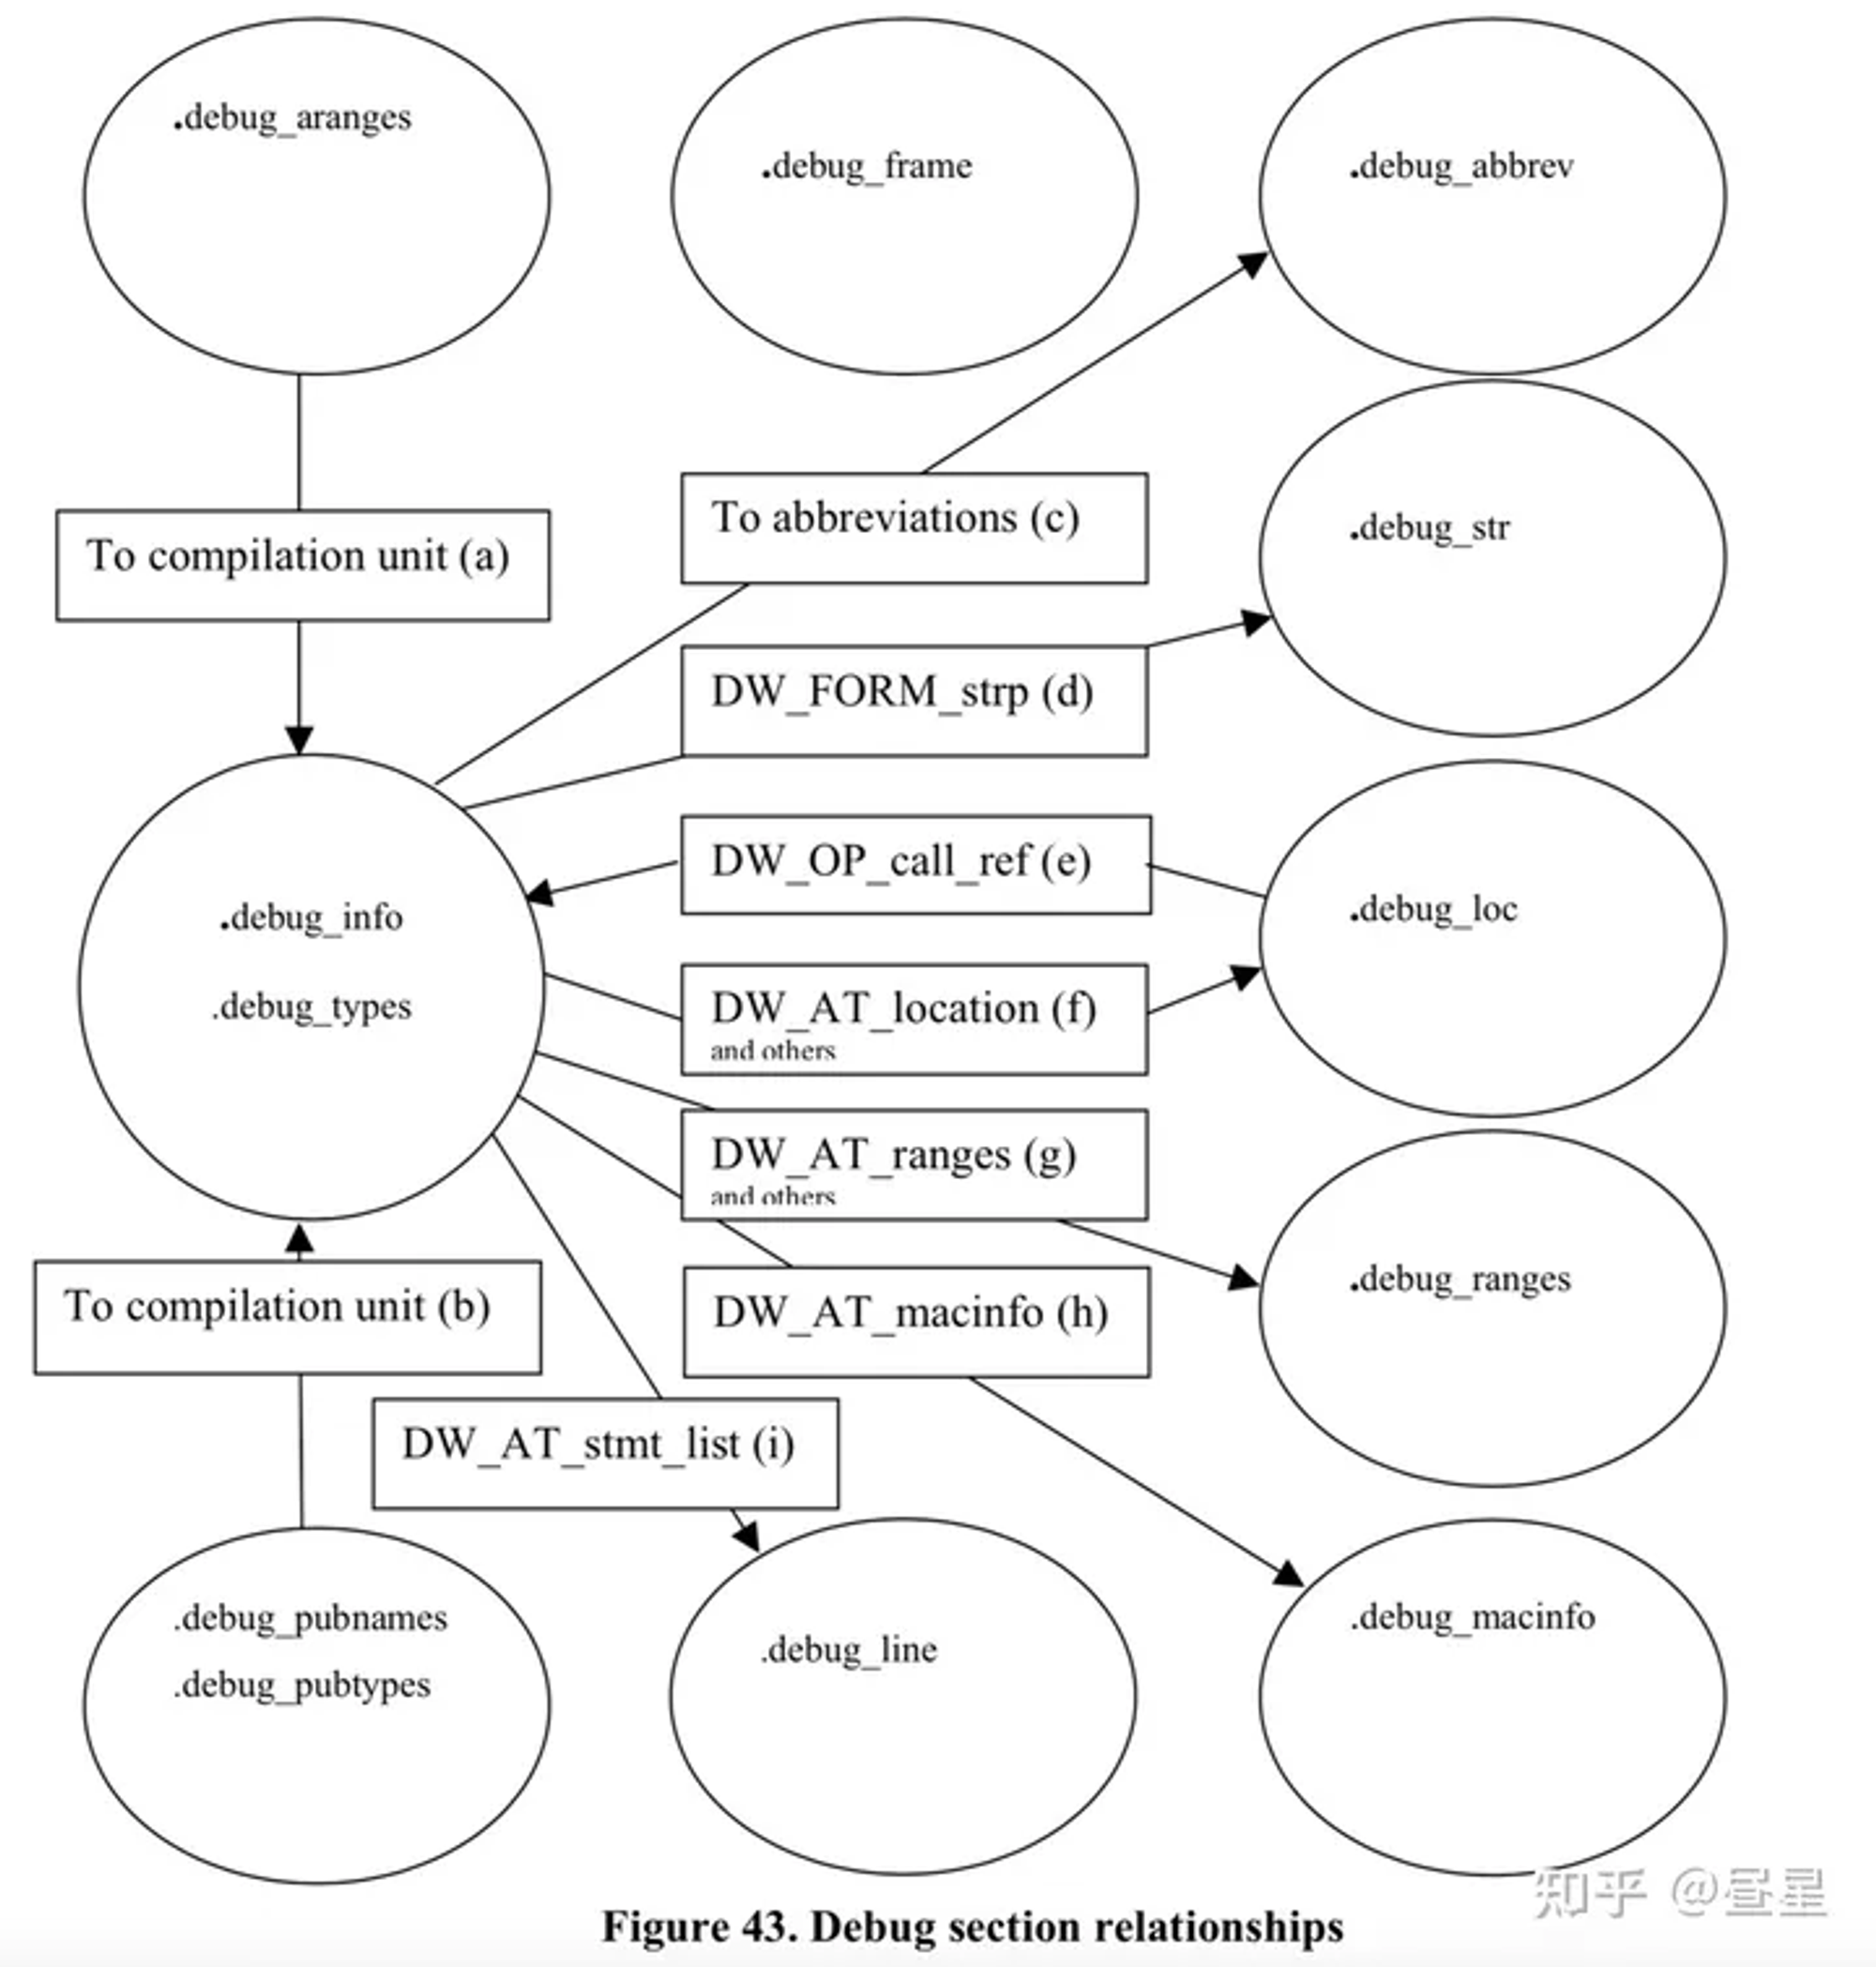 .debug_aranges
.debug_frame
.debug_abbrev
To compilation unit (a)
To abbreviations (c)
.debug_str
DW_FORM_strp (d)
DW_OP_call_ref (e)
.debug_info
.debug_types
.debug_loc
DW_AT_location (f)
and others
DW_AT_ranges (g)
and others
.debug_ranges
To compilation unit (b)
DW_AT_macinfo (h)
DW_AT_stmt_list (i)
.debug_pubnames
.debug_pubtypes
.debug_line
.debug_macinfo
知乎 @昼星
Figure 43. Debug section relationships